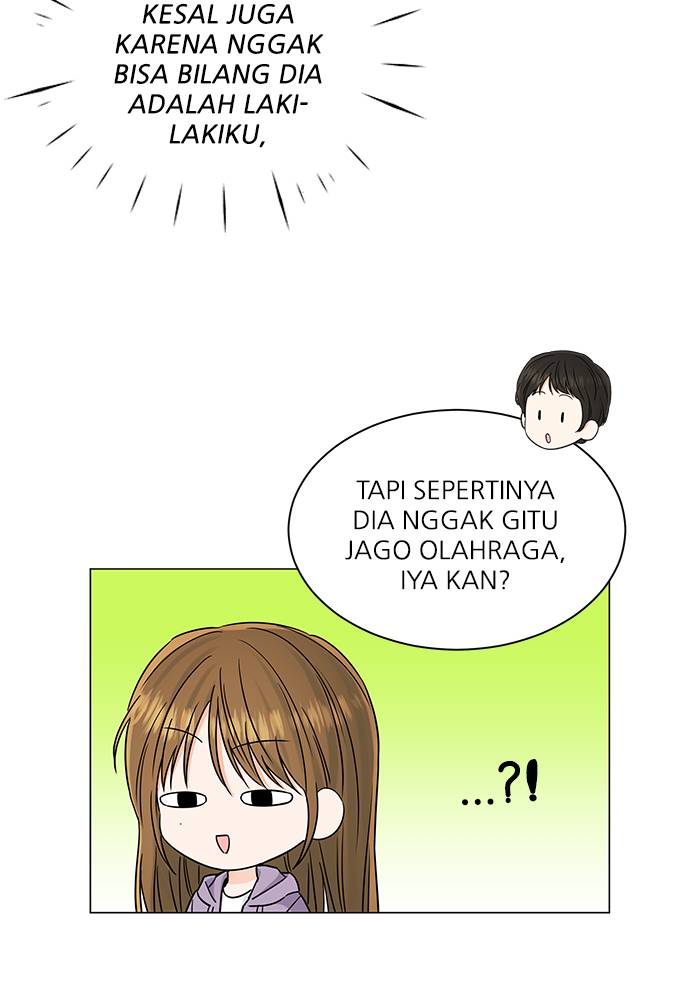 KESAL JUGA
KARENA NGGAK
BISA BILANG DIA
ADALAH LAKI-
LAKIKU,
TAPI SEPERTINYA
DIA NGGAK GITU
JAGO OLAHRAGA,
IYA KAN?
...?!